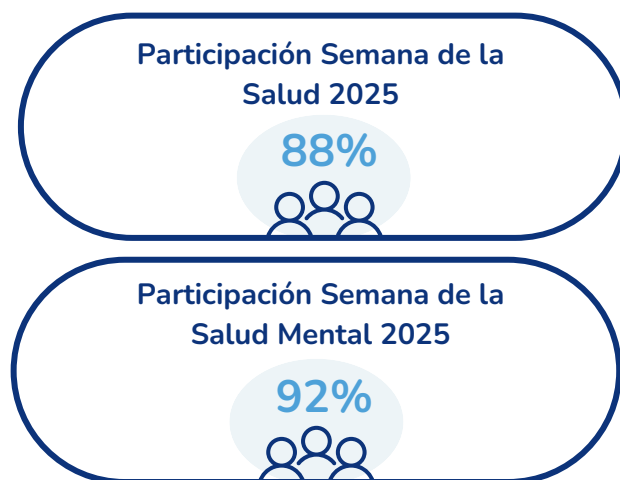 Participación Semana de la
Salud 2025
88%
Participación Semana de la
Salud Mental 2025
92%